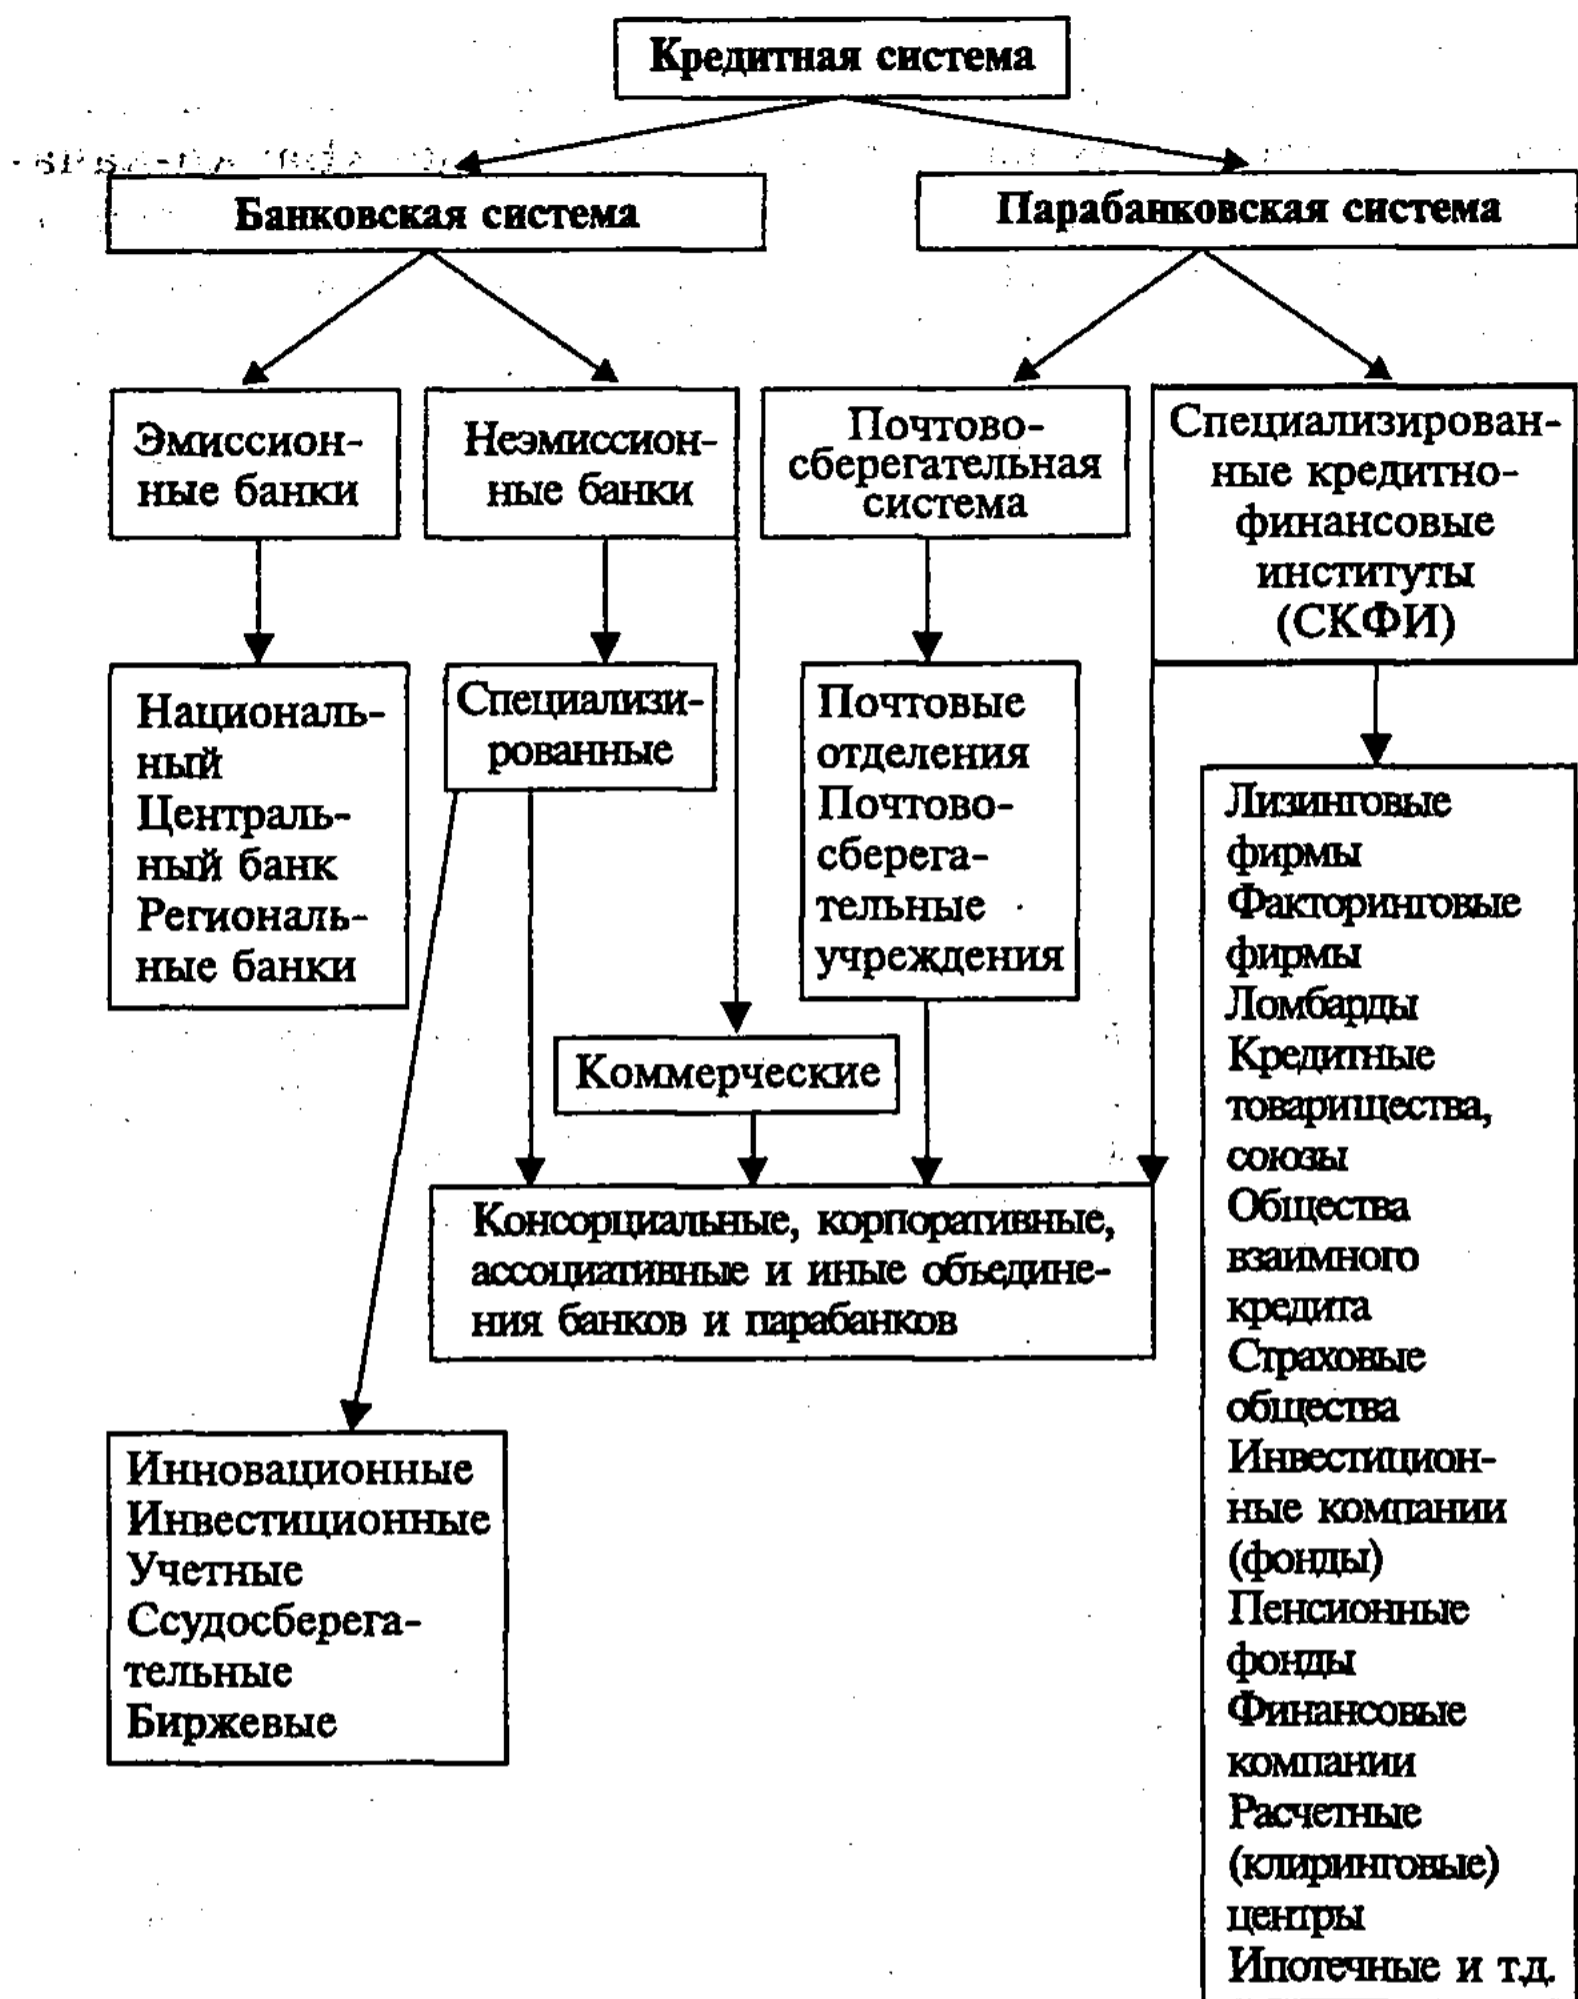 Кредитная система
Банковская система
Парабанковская система
Эмиссион-
ные банки
Неэмиссион-
ные банки
Почтово-
сберегательная
система
Специализирован-
ные кредитно-
финансовые
институты
(СКФИ)
Националь-
ный
Централь-
ный банк
Региональ-
ные банки
Специализи-
рованные
Почтовые
отделения
Почтово-
сберега-
тельные
учреждения
Лизинговые
фирмы
Факторинговые
фирмы
Ломбарды
Кредитные
товарищества,
союзы
Общества
взаимного
кредита
Страховые
общества
Инвестицион-
ные компании
(фонды)
Пенсионные
фонды
Финансовые
компании
Расчетные
(клиринговые)
центры
Ипотечные и т.д.
Коммерческие
Консорциальные, корпоративные,
ассоциативные и иные объедине-
ния банков и парабанков
Инновационные
Инвестиционные
Учетные
Ссудосберега-
тельные
Биржевые